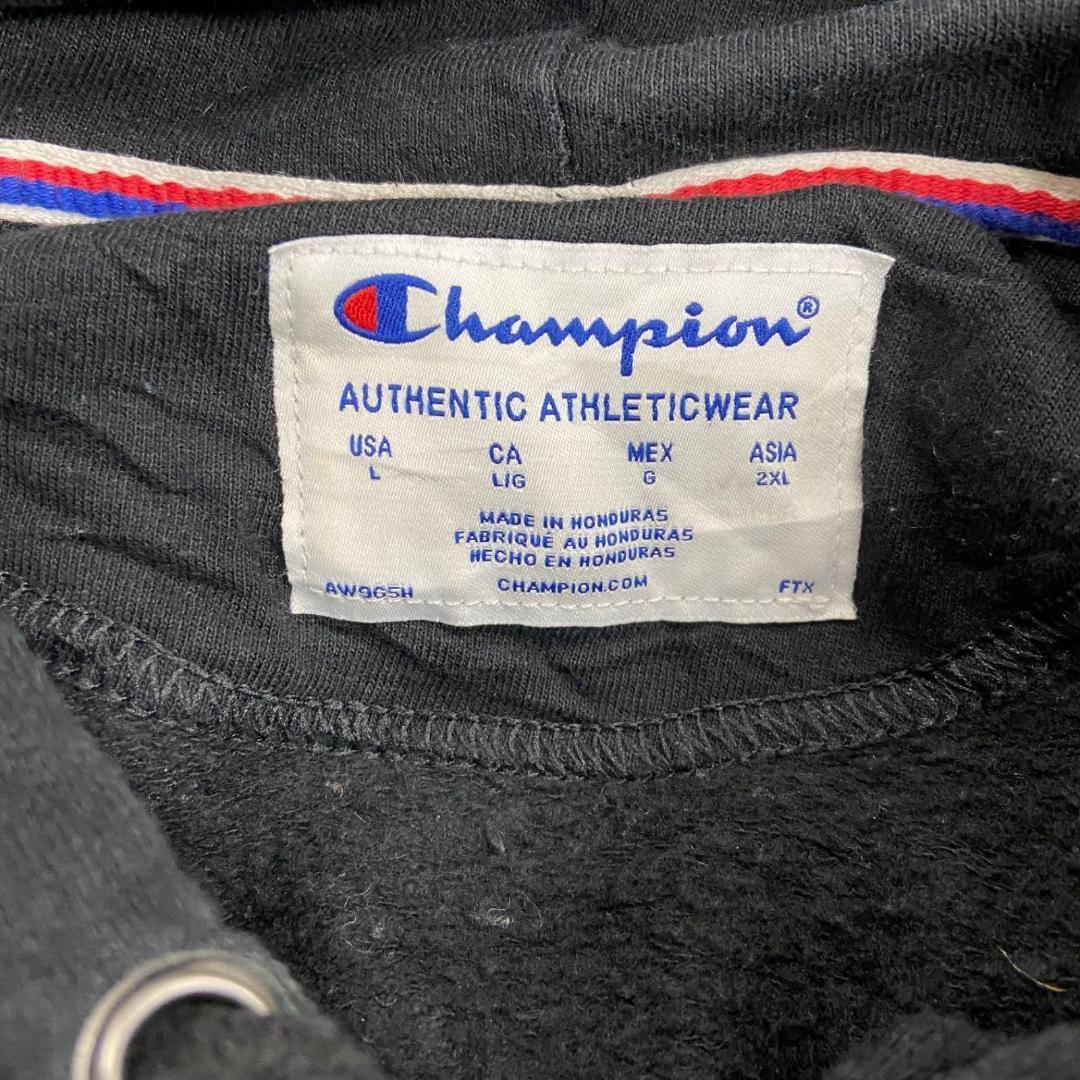 Champion®
AUTHENTIC ATHLETICWEAR
USA CA MEX ASIA
L L/G G 2XL
MADE IN HONDURAS
FABRIQUÉ AU HONDURAS
HECHO EN HONDURAS
AW965H CHAMPION.COM FTX